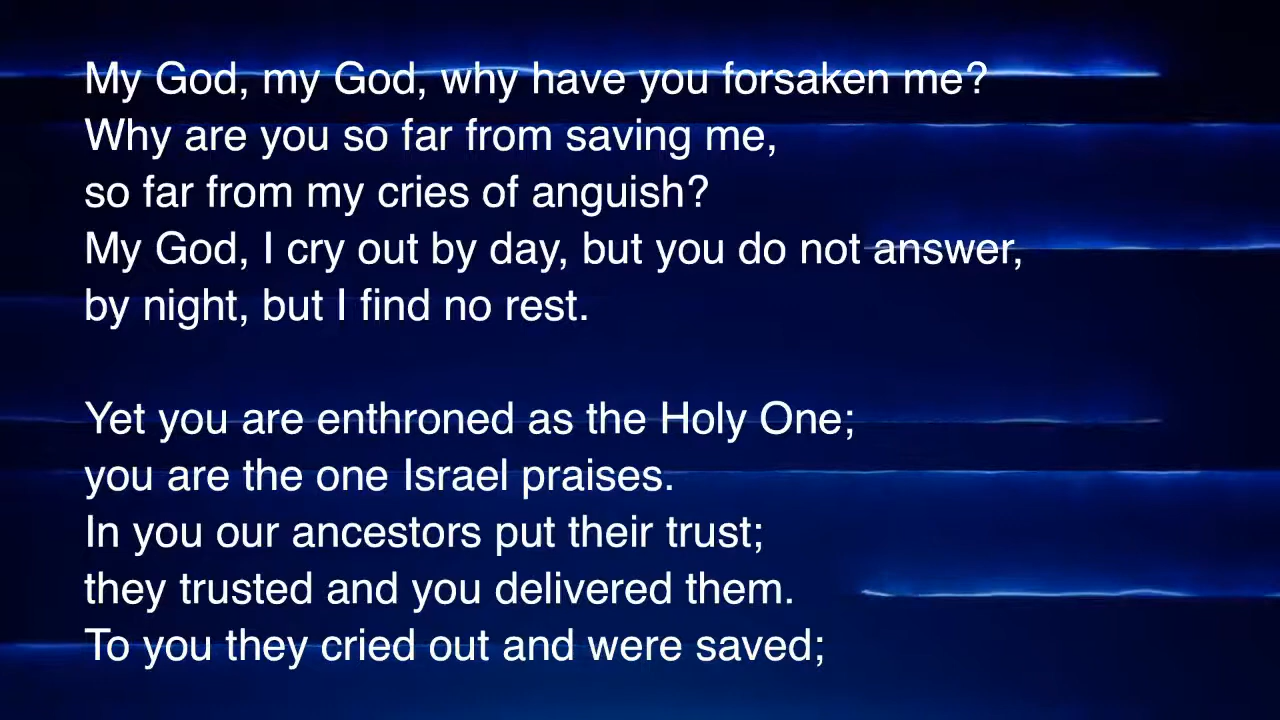 My God, my God, why have you forsaken me?
Why are you so far from saving me,
so far from my cries of anguish?
My God, I cry out by day, but you do not answer,
by night, but I find no rest.
Yet you are enthroned as the Holy One;
you are the one Israel praises.
In you our ancestors put their trust;
they trusted and you delivered them.
To you they cried out and were saved;